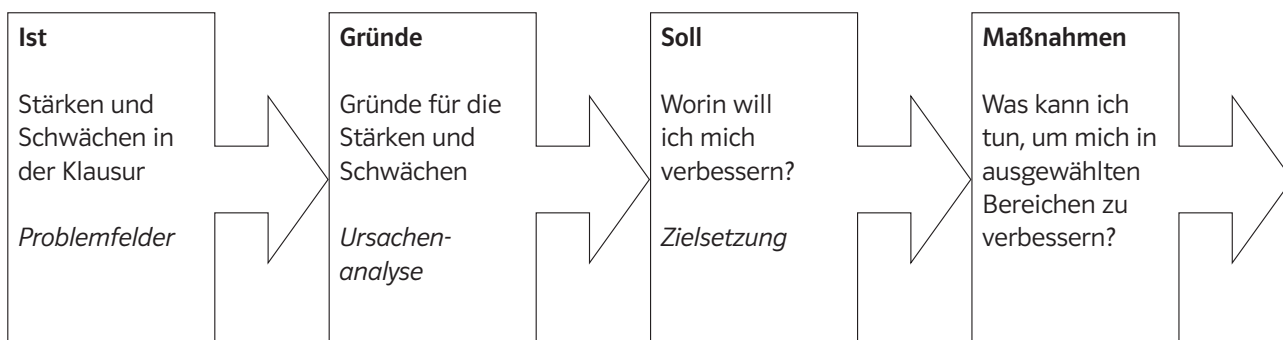 Ist
Stärken und
Schwächen in
der Klausur
Problemfelder
Gründe
Gründe für die
Stärken und
Schwächen
Ursachen-
analyse
Soll
Worin will
ich mich
verbessern?
Zielsetzung
Maßnahmen
Was kann ich
tun, um mich in
ausgewählten
Bereichen zu
verbessern?